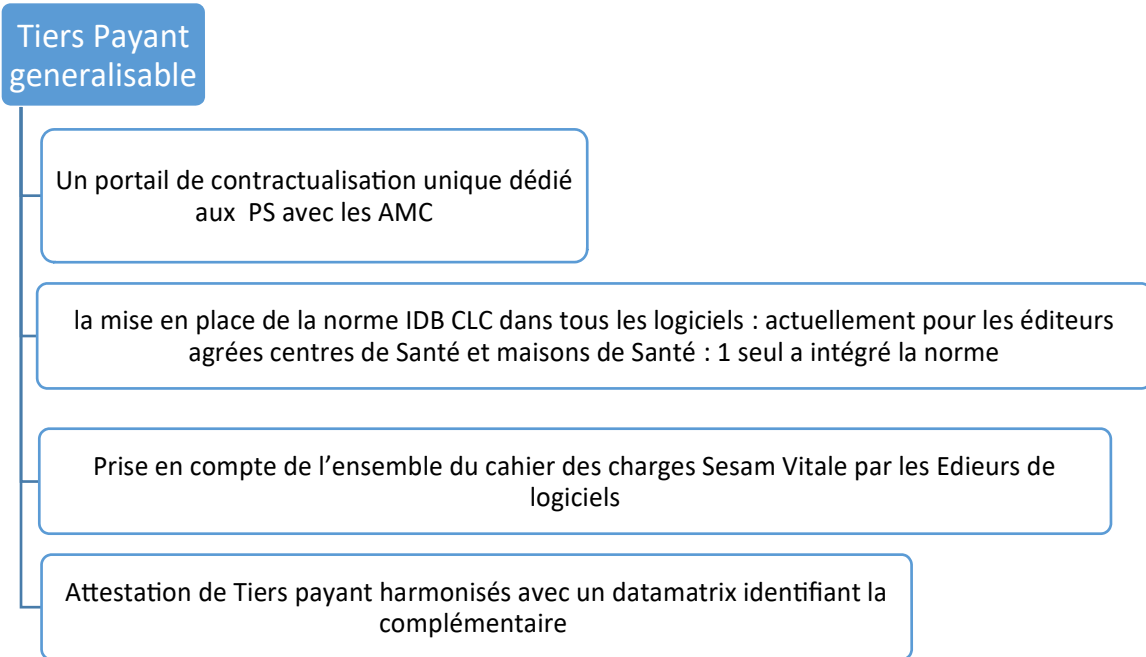 Tiers Payant
generalisable
Un portail de contractualisation unique dédié
aux PS avec les AMC
la mise en place de la norme IDB CLC dans tous les logiciels : actuellement pour les éditeurs
agrées centres de Santé et maisons de Santé : 1 seul a intégré la norme
Prise en compte de l’ensemble du cahier des charges Sesam Vitale par les Edieurs de
logiciels
Attestation de Tiers payant harmonisés avec un datamatrix identifiant la
complémentaire